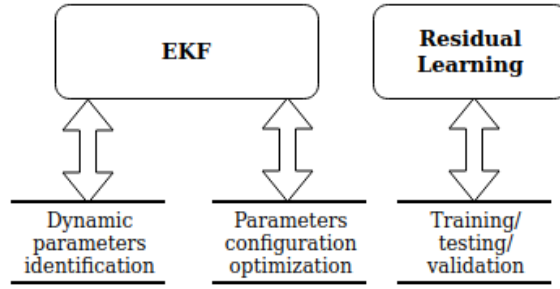 EKF
Residual
Learning
Dynamic
parameters
identification
Parameters
configuration
optimization
Training/
testing/
validation